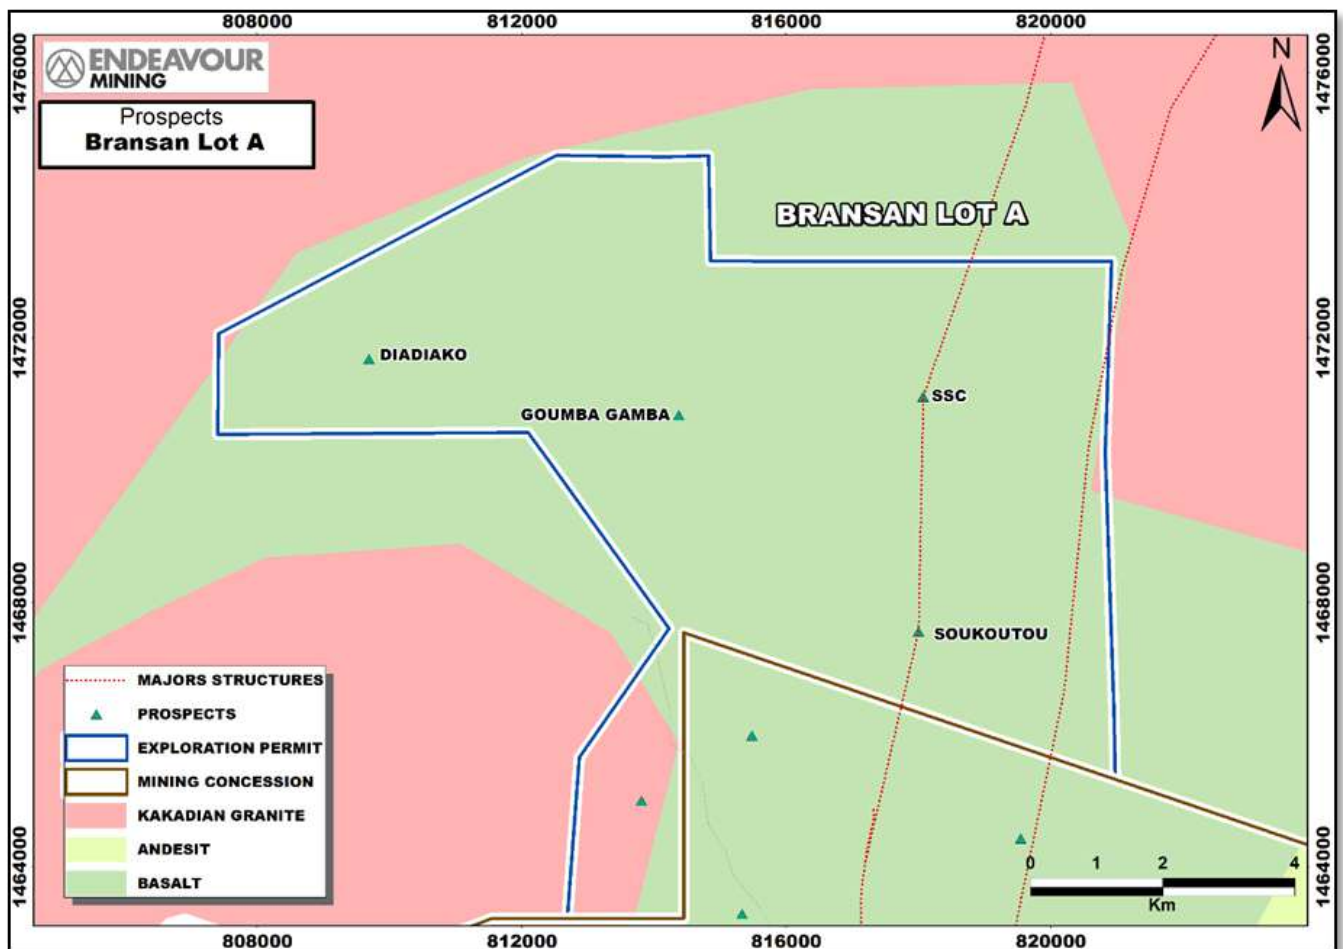 808000
812000
816000
820000
1476000
1476000
ENDEAVOUR
MINING
N
Prospects
Bransan Lot A
BRANSAN LOT A
1472000
1472000
DIADIAKO
SSC
GOUMBA GAMBA
1468000
1468000
SOUKOUTOU
MAJORS STRUCTURES
PROSPECTS
EXPLORATION PERMIT
MINING CONCESSION
KAKADIAN GRANITE
ANDESIT
BASALT
1464000
1464000
0 1 2 4
Km
808000
812000
816000
820000